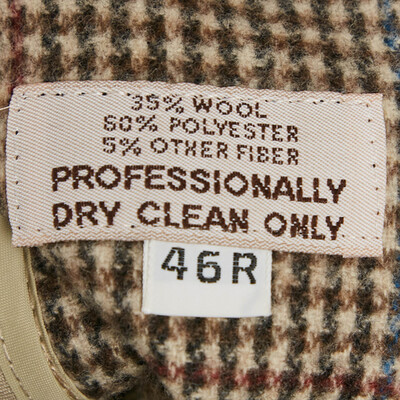 35% WOOL
60% POLYESTER
5% OTHER FIBER
PROFESSIONALLY
DRY CLEAN ONLY
46R